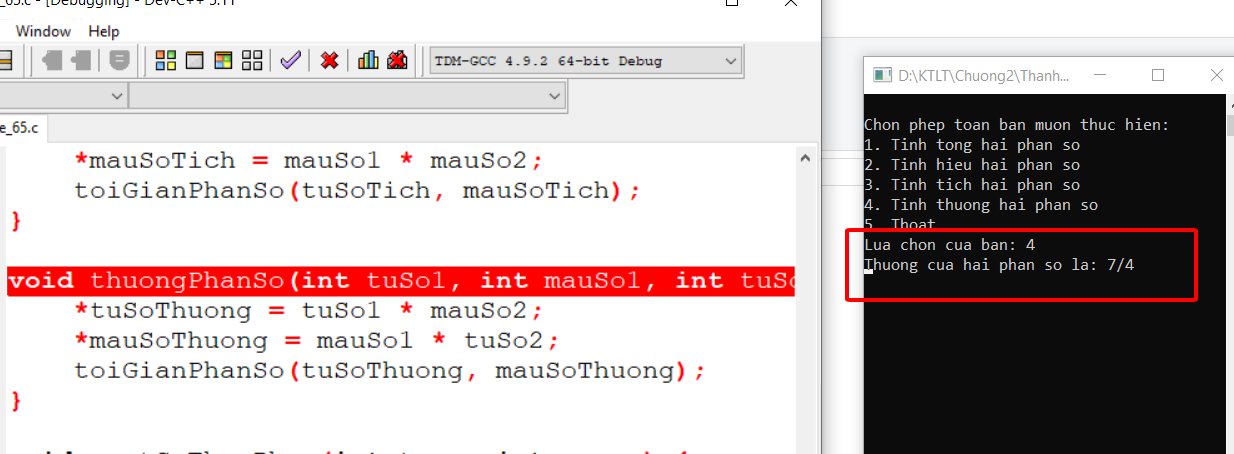 _65.c - [Debugging] - Dev-C++ 5.11
Window Help
TDM-GCC 4.9.2 64-bit Debug
e_65.c
*mauSoTich = mauSo1 * mauSo2;
toiGianPhanSo(tuSoTich, mauSoTich);
}
void thuongPhanSo(int tuSo1, int mauSo1, int tuSo
*tuSoThuong = tuSo1 * mauSo2;
*mauSoThuong = mauSo1 * tuSo2;
toiGianPhanSo(tuSoThuong, mauSoThuong);
}
D:\KTLT\Chuong2\Thanh...
Chon phep toan ban muon thuc hien:
1. Tinh tong hai phan so
2. Tinh hieu hai phan so
3. Tinh tich hai phan so
4. Tinh thuong hai phan so
5. Thoat
Lua chon cua ban: 4
Thuong cua hai phan so la: 7/4